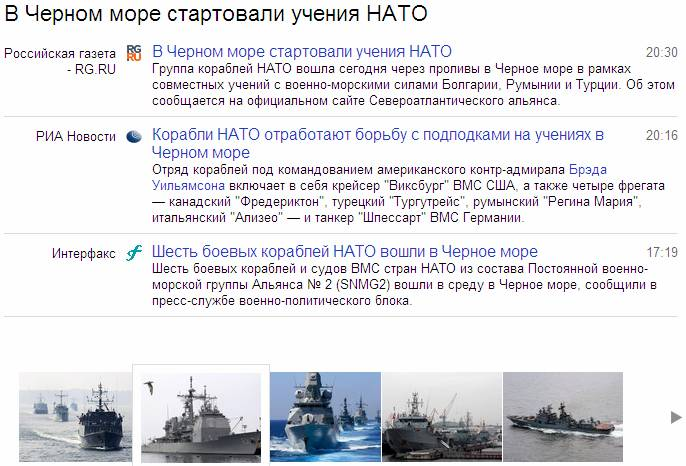 В Черном море стартовали учения НАТО
Российская газета - RG.RU
RG
RU
В Черном море стартовали учения НАТО
20:30
Группа кораблей НАТО вошла сегодня через проливы в Черное море в рамках
совместных учений с военно-морскими силами Болгарии, Румынии и Турции. Об этом
сообщается на официальном сайте Североатлантического альянса.
РИА Новости
Корабли НАТО отработают борьбу с подлодками на учениях в
20:16
Черном море
Отряд кораблей под командованием американского контр-адмирала Брэда
Уильямсона включает в себя крейсер "Виксбург" ВМС США, а также четыре фрегата
— канадский "Фредериктон", турецкий "Тургутрейс", румынский "Регина Мария",
итальянский "Ализео" — и танкер "Шпессарт" ВМС Германии.
Интерфакс
Шесть боевых кораблей НАТО вошли в Черное море
17:19
Шесть боевых кораблей и судов ВМС стран НАТО из состава Постоянной военно-
морской группы Альянса № 2 (SNMG2) вошли в среду в Черное море, сообщили в
пресс-службе военно-политического блока.